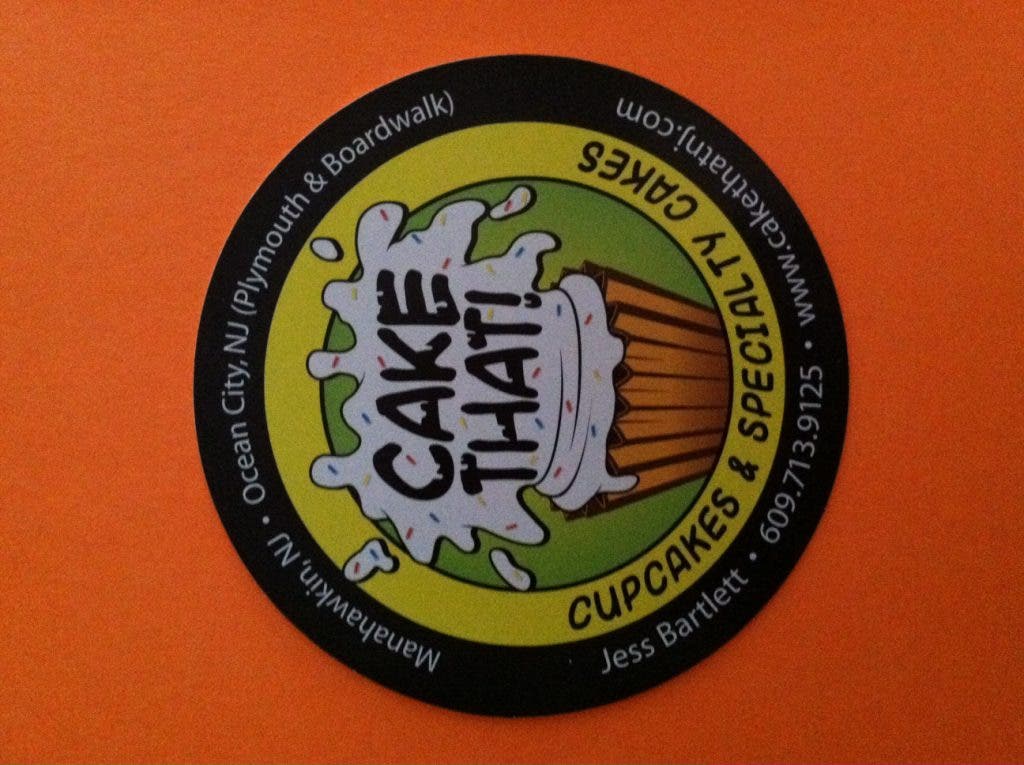 Manahawkin, NJ • Ocean City, NJ (Plymouth & Boardwalk)
CAKE
THAT!
CUPCAKES & SPECIALTY CAKES
Jess Bartlett • 609.713.9125 • www.cakethatnj.com